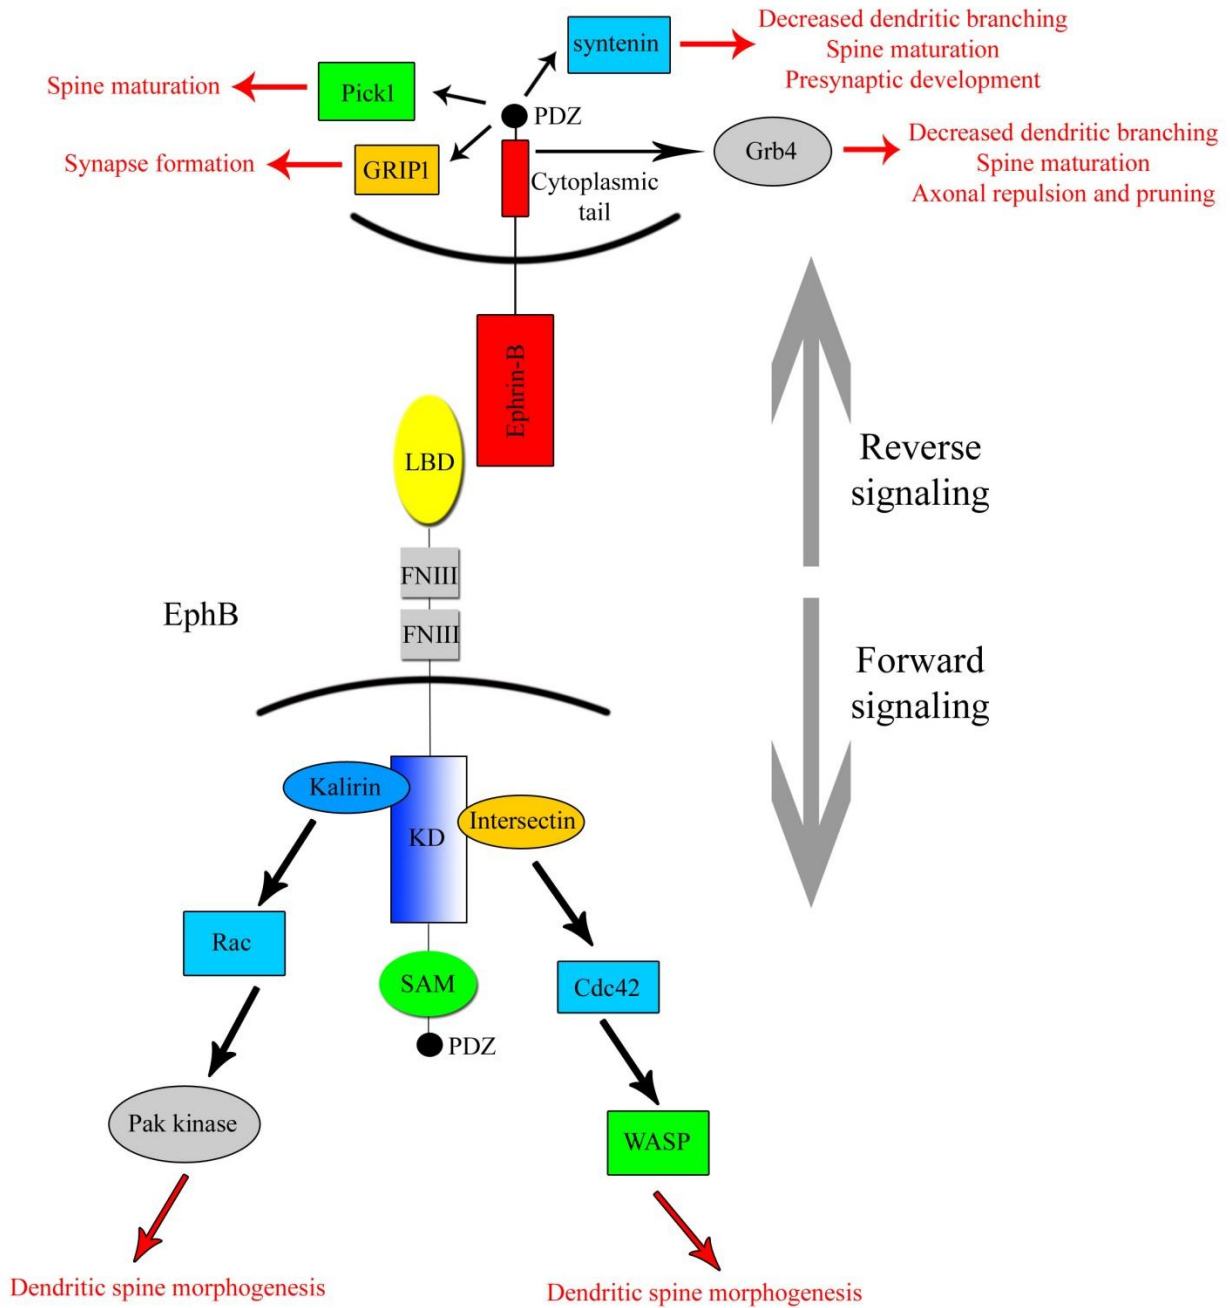 Decreased dendritic branching
Spine maturation
Presynaptic development
syntenin
Spine maturation
Pick1
PDZ
Synapse formation
GRIP1
Cytoplasmic
tail
Grb4
Decreased dendritic branching
Spine maturation
Axonal repulsion and pruning
Ephrin-B
LBD
Reverse
signaling
FNIII
FNIII
EphB
Forward
signaling
Kalirin
KD
Intersectin
Rac
SAM
Cdc42
PDZ
Pak kinase
WASP
Dendritic spine morphogenesis
Dendritic spine morphogenesis